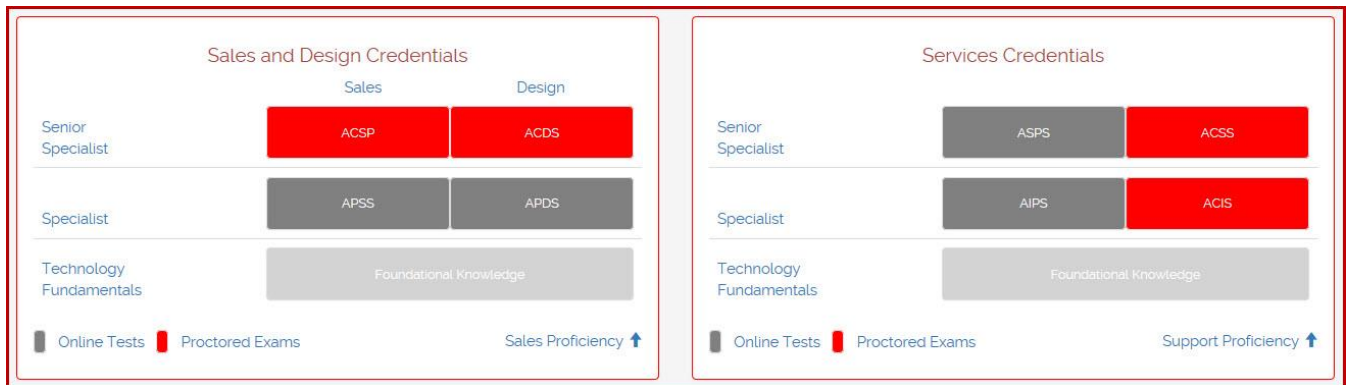 Sales and Design Credentials
Sales Design
Senior
Specialist
ACSP ACDS
Specialist
APSS APDS
Technology
Fundamentals
Foundational Knowledge
Online Tests Proctored Exams Sales Proficiency
Services Credentials
Senior
Specialist
ASPS ACSS
Specialist
AIPS ACIS
Technology
Fundamentals
Foundational Knowledge
Online Tests Proctored Exams Support Proficiency